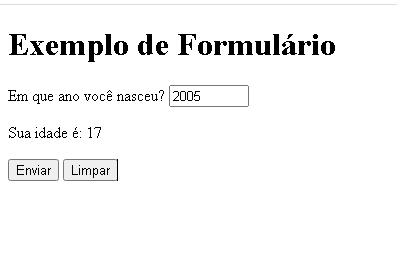 Exemplo de Formulário
Em que ano você nasceu? 2005
Sua idade é: 17
Enviar Limpar